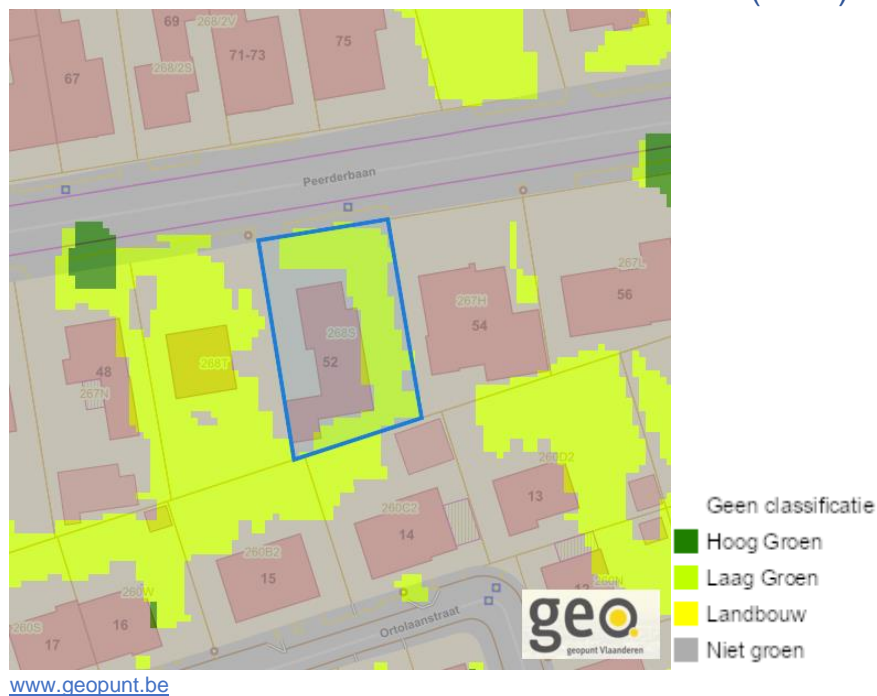 69
268/2V
71-73
75
67
268/2S
Peerderbaan
267L
56
267H
54
268S
52
268T
48
267N
260D2
13
260C2
14
260B2
15
260W
16
260S
17
12
260N
Ortolaanstraat
geo
geopunt Vlaanderen
Geen classificatie
Hoog Groen
Laag Groen
Landbouw
Niet groen
www.geopunt.be